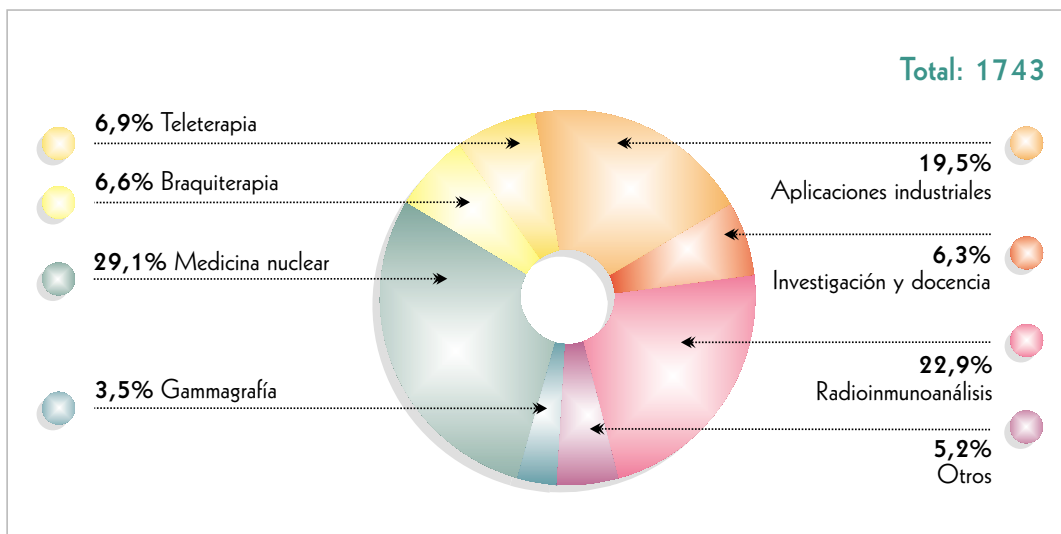 Total: 1743
6,9% Teleterapia
6,6% Braquiterapia
29,1% Medicina nuclear
3,5% Gammagrafía
19,5%
Aplicaciones industriales
6,3%
Investigación y docencia
22,9%
Radioinmunoanálisis
5,2%
Otros